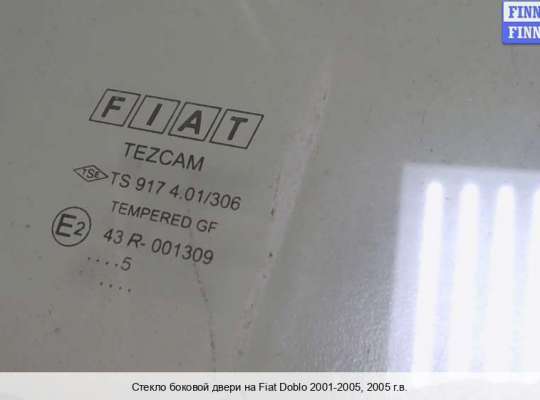 FINN
FINN
FIAT
TEZCAM
TSE TS 917 4.01/306
TEMPERED GF
E2 43 R-001309
....5
....
Стекло боковой двери на Fiat Doblo 2001-2005, 2005 г.в.